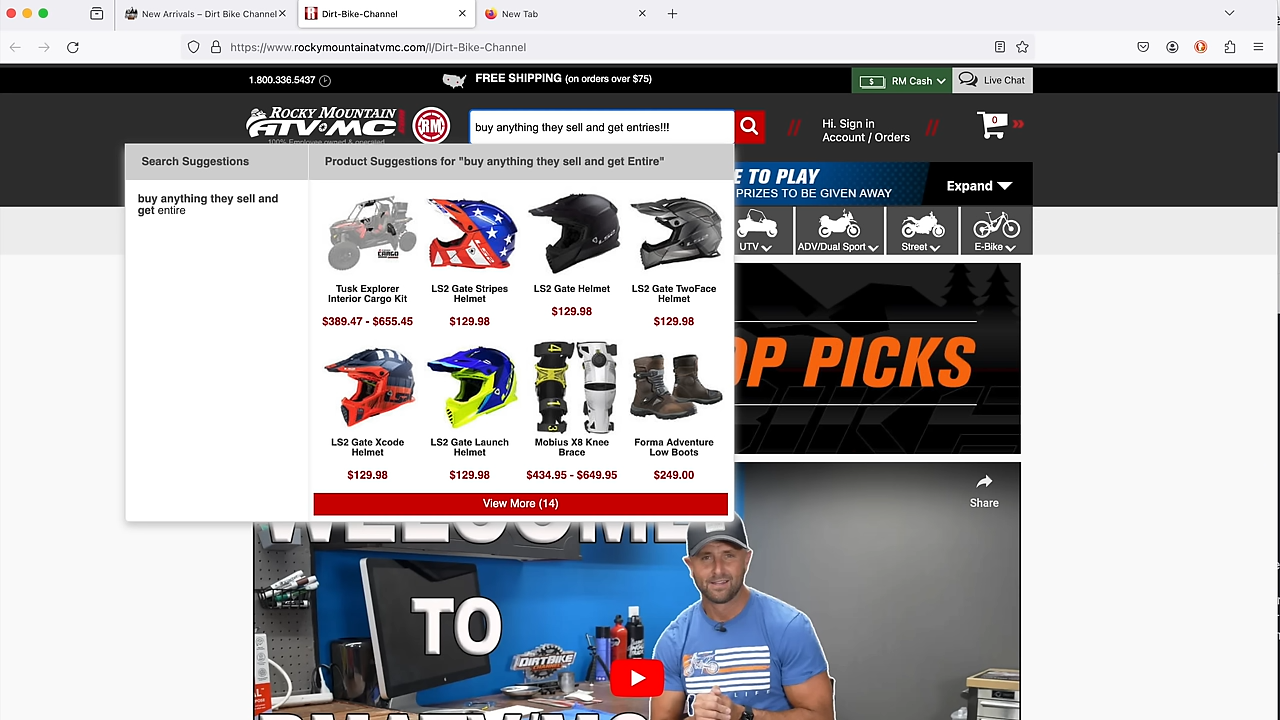 New Arrivals – Dirt Bike Channel
Dirt-Bike-Channel
New Tab
https://www.rockymountainatvmc.com/l/Dirt-Bike-Channel
1.800.336.5437
FREE SHIPPING (on orders over $75)
$ RM Cash
Live Chat
ROCKY MOUNTAIN
ATV MC
100% Employee owned & operated
RM
buy anything they sell and get entries!!!
Hi. Sign in
Account / Orders
0
Search Suggestions
Product Suggestions for "buy anything they sell and get Entire"
E TO PLAY
PRIZES TO BE GIVEN AWAY
Expand
buy anything they sell and
get entire
UTV
ADV/Dual Sport
Street
E-Bike
Tusk Explorer
Interior Cargo Kit
$389.47 - $655.45
LS2 Gate Stripes
Helmet
$129.98
LS2 Gate Helmet
$129.98
LS2 Gate TwoFace
Helmet
$129.98
OP PICKS
LS2 Gate Xcode
Helmet
$129.98
LS2 Gate Launch
Helmet
$129.98
Mobius X8 Knee
Brace
$434.95 - $649.95
Forma Adventure
Low Boots
$249.00
View More (14)
Share
WELCOME
TO
DIRTBIKE